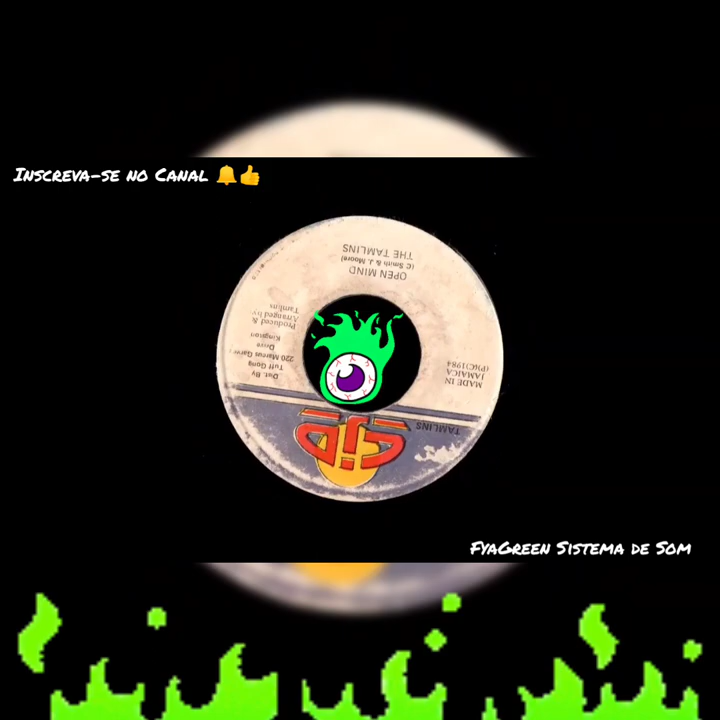 Inscreva-se no Canal 🔔👍
THE TAMLINS
(C Smith & J. Moore)
OPEN MIND
Produced &
Arranged by
Tamlins
Dist. By
Tuff Gong
220 Marcus Garvey
Drive
Kingston
MADE IN
JAMAICA
(P)(C)1984
TAMLINS
FyaGreen Sistema de Som